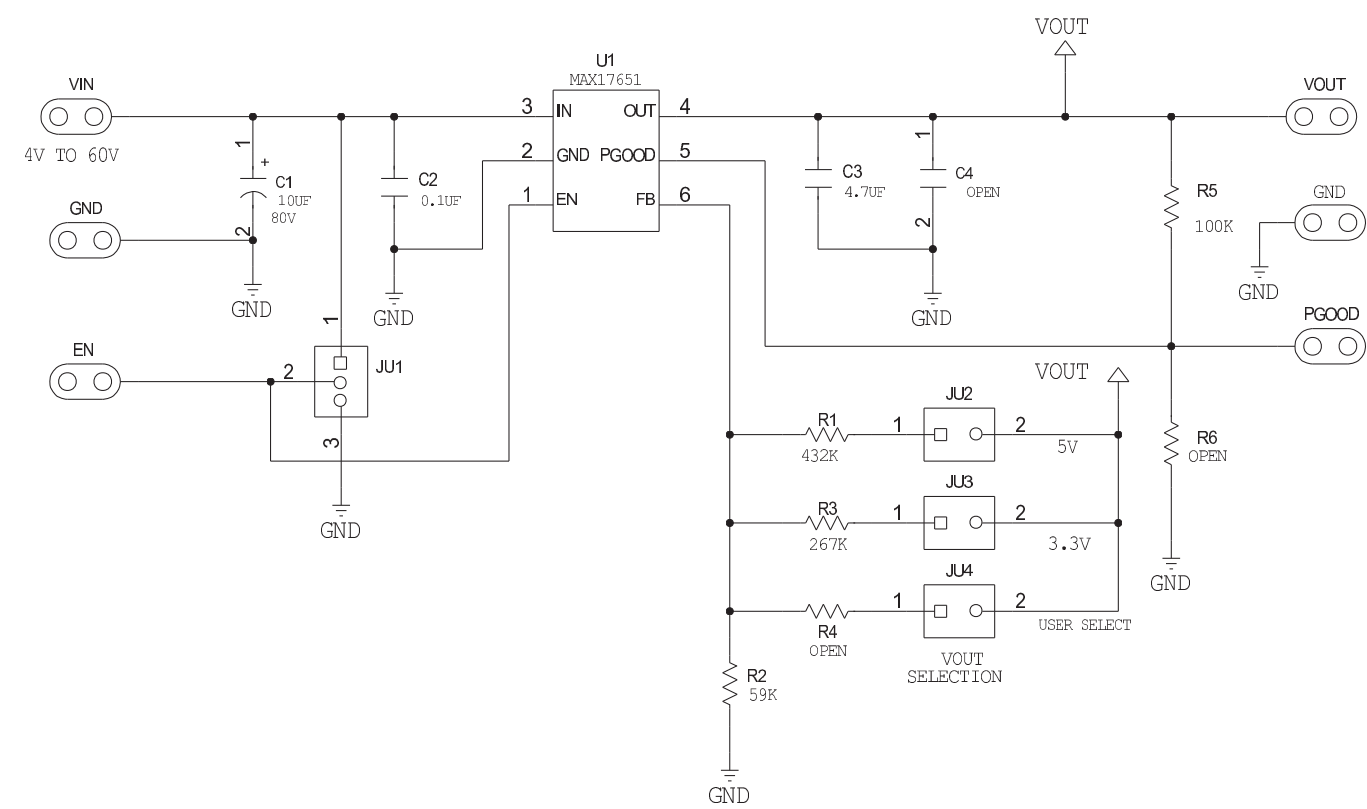 VOUT
U1
MAX17651
VIN
4V TO 60V
3 IN
OUT 4
2 GND
PGOOD 5
1 EN
FB 6
VOUT
1
+
C1
10UF
80V
2
GND
C2
0.1UF
GND
GND
C3
4.7UF
1
C4
OPEN
2
GND
R5
100K
GND
GND
PGOOD
EN
1
2
JU1
3
GND
VOUT
R1
432K
1
JU2
2
5V
R3
267K
1
JU3
2
3.3V
R4
OPEN
1
JU4
2
USER SELECT
VOUT
SELECTION
R6
OPEN
GND
R2
59K
GND